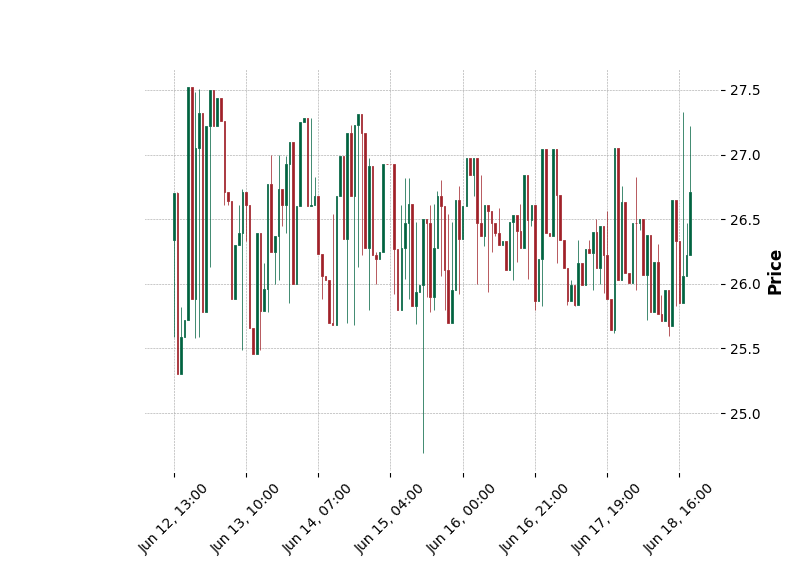 27.5
27.0
26.5
26.0
25.5
25.0
Price
Jun 12, 13:00
Jun 13, 10:00
Jun 14, 07:00
Jun 15, 04:00
Jun 16, 00:00
Jun 16, 21:00
Jun 17, 19:00
Jun 18, 16:00